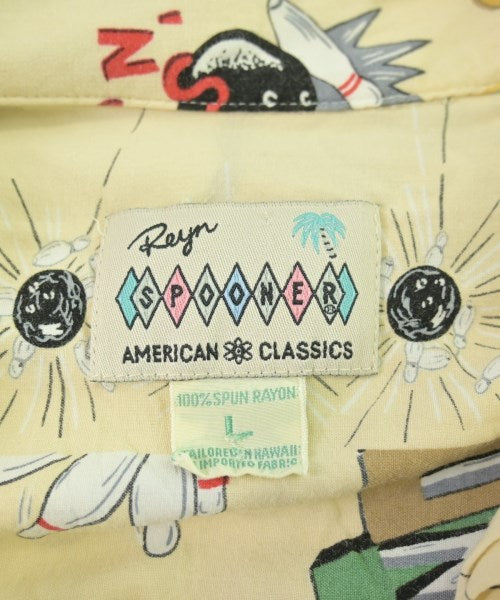 N'
S
Reyn
SPOONER
AMERICAN CLASSICS
100% SPUN RAYON
L
TAILORED IN HAWAII
IMPORTED FABRIC